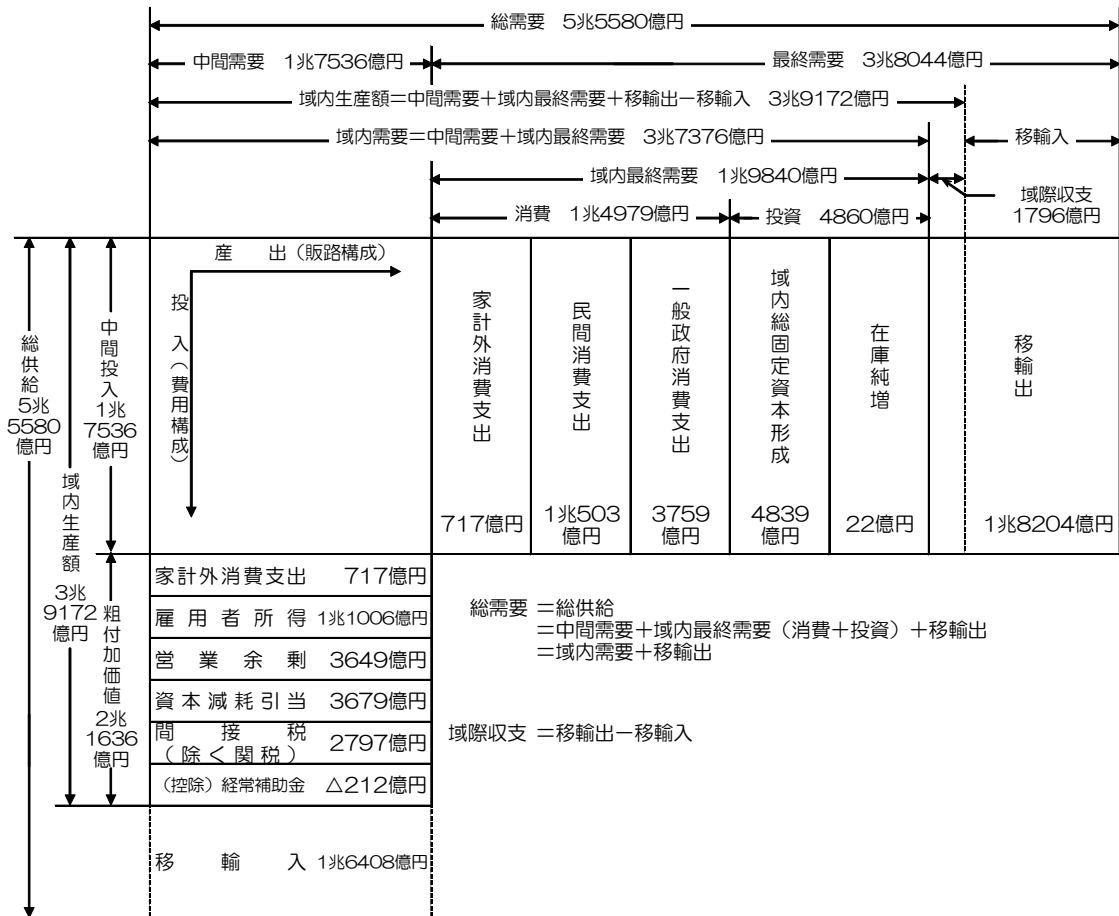 総需要 5兆5580億円
中間需要 1兆7536億円
最終需要 3兆8044億円
域内生産額=中間需要+域内最終需要+移輸出-移輸入 3兆9172億円
域内需要=中間需要+域内最終需要 3兆7376億円
移輸入
域内最終需要 1兆9840億円
域際収支
1796億円
消費 1兆4979億円
投資 4860億円
産 出(販路構成)
投入(費用構成)
総供給
5兆
5580
億円
域内生産額
3兆
9172
億円
中間投入
1兆
7536
億円
粗付加価値
2兆
1636
億円
家計外消費支出
717億円
民間消費支出
1兆503
億円
一般政府消費支出
3759
億円
域内総固定資本形成
4839
億円
在庫純増
22億円
移輸出
1兆8204億円
家計外消費支出 717億円
雇用者所得 1兆1006億円
営業余剰 3649億円
資本減耗引当 3679億円
間接税
(除く関税) 2797億円
(控除)経常補助金 △212億円
移輸入 1兆6408億円
総需要 =総供給
=中間需要+域内最終需要(消費+投資)+移輸出
=域内需要+移輸出
域際収支 =移輸出-移輸入